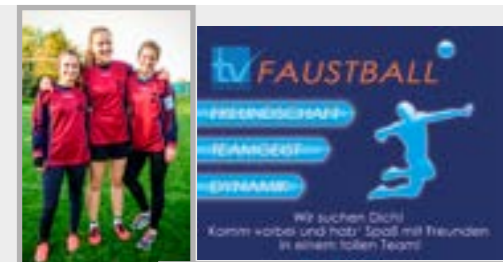 tv FAUSTBALL
FREUNDSCHAFT
TEAMGEIST
DYNAMIK
Wir suchen Dich!
Komm vorbei und hab' Spaß mit Freunden
in einem tollen Team!